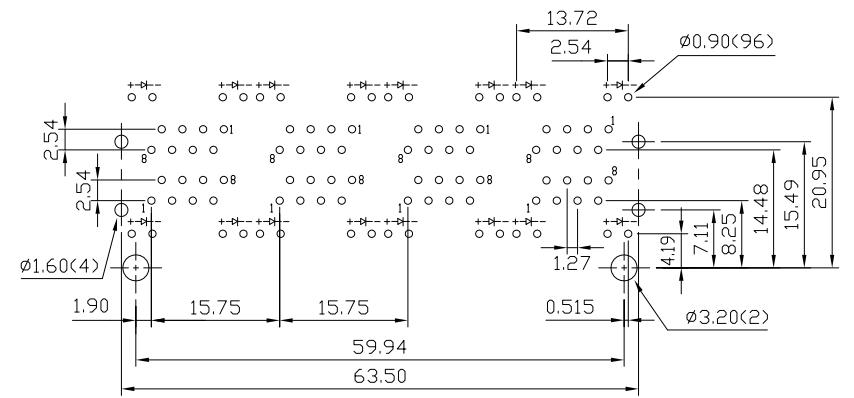 13.72
2.54
ø0.90(96)
+ - + - + - + - + - + - + - + -
1 1 1 1
2.54
8 8 8 8
8 8 8 8
2.54
1 1 1 1
+ - + - + - + - + - + - + - + -
20.95
15.49
14.48
8.25
7.11
4.19
ø1.60(4)
1.27
1.90
15.75
15.75
0.515
ø3.20(2)
59.94
63.50